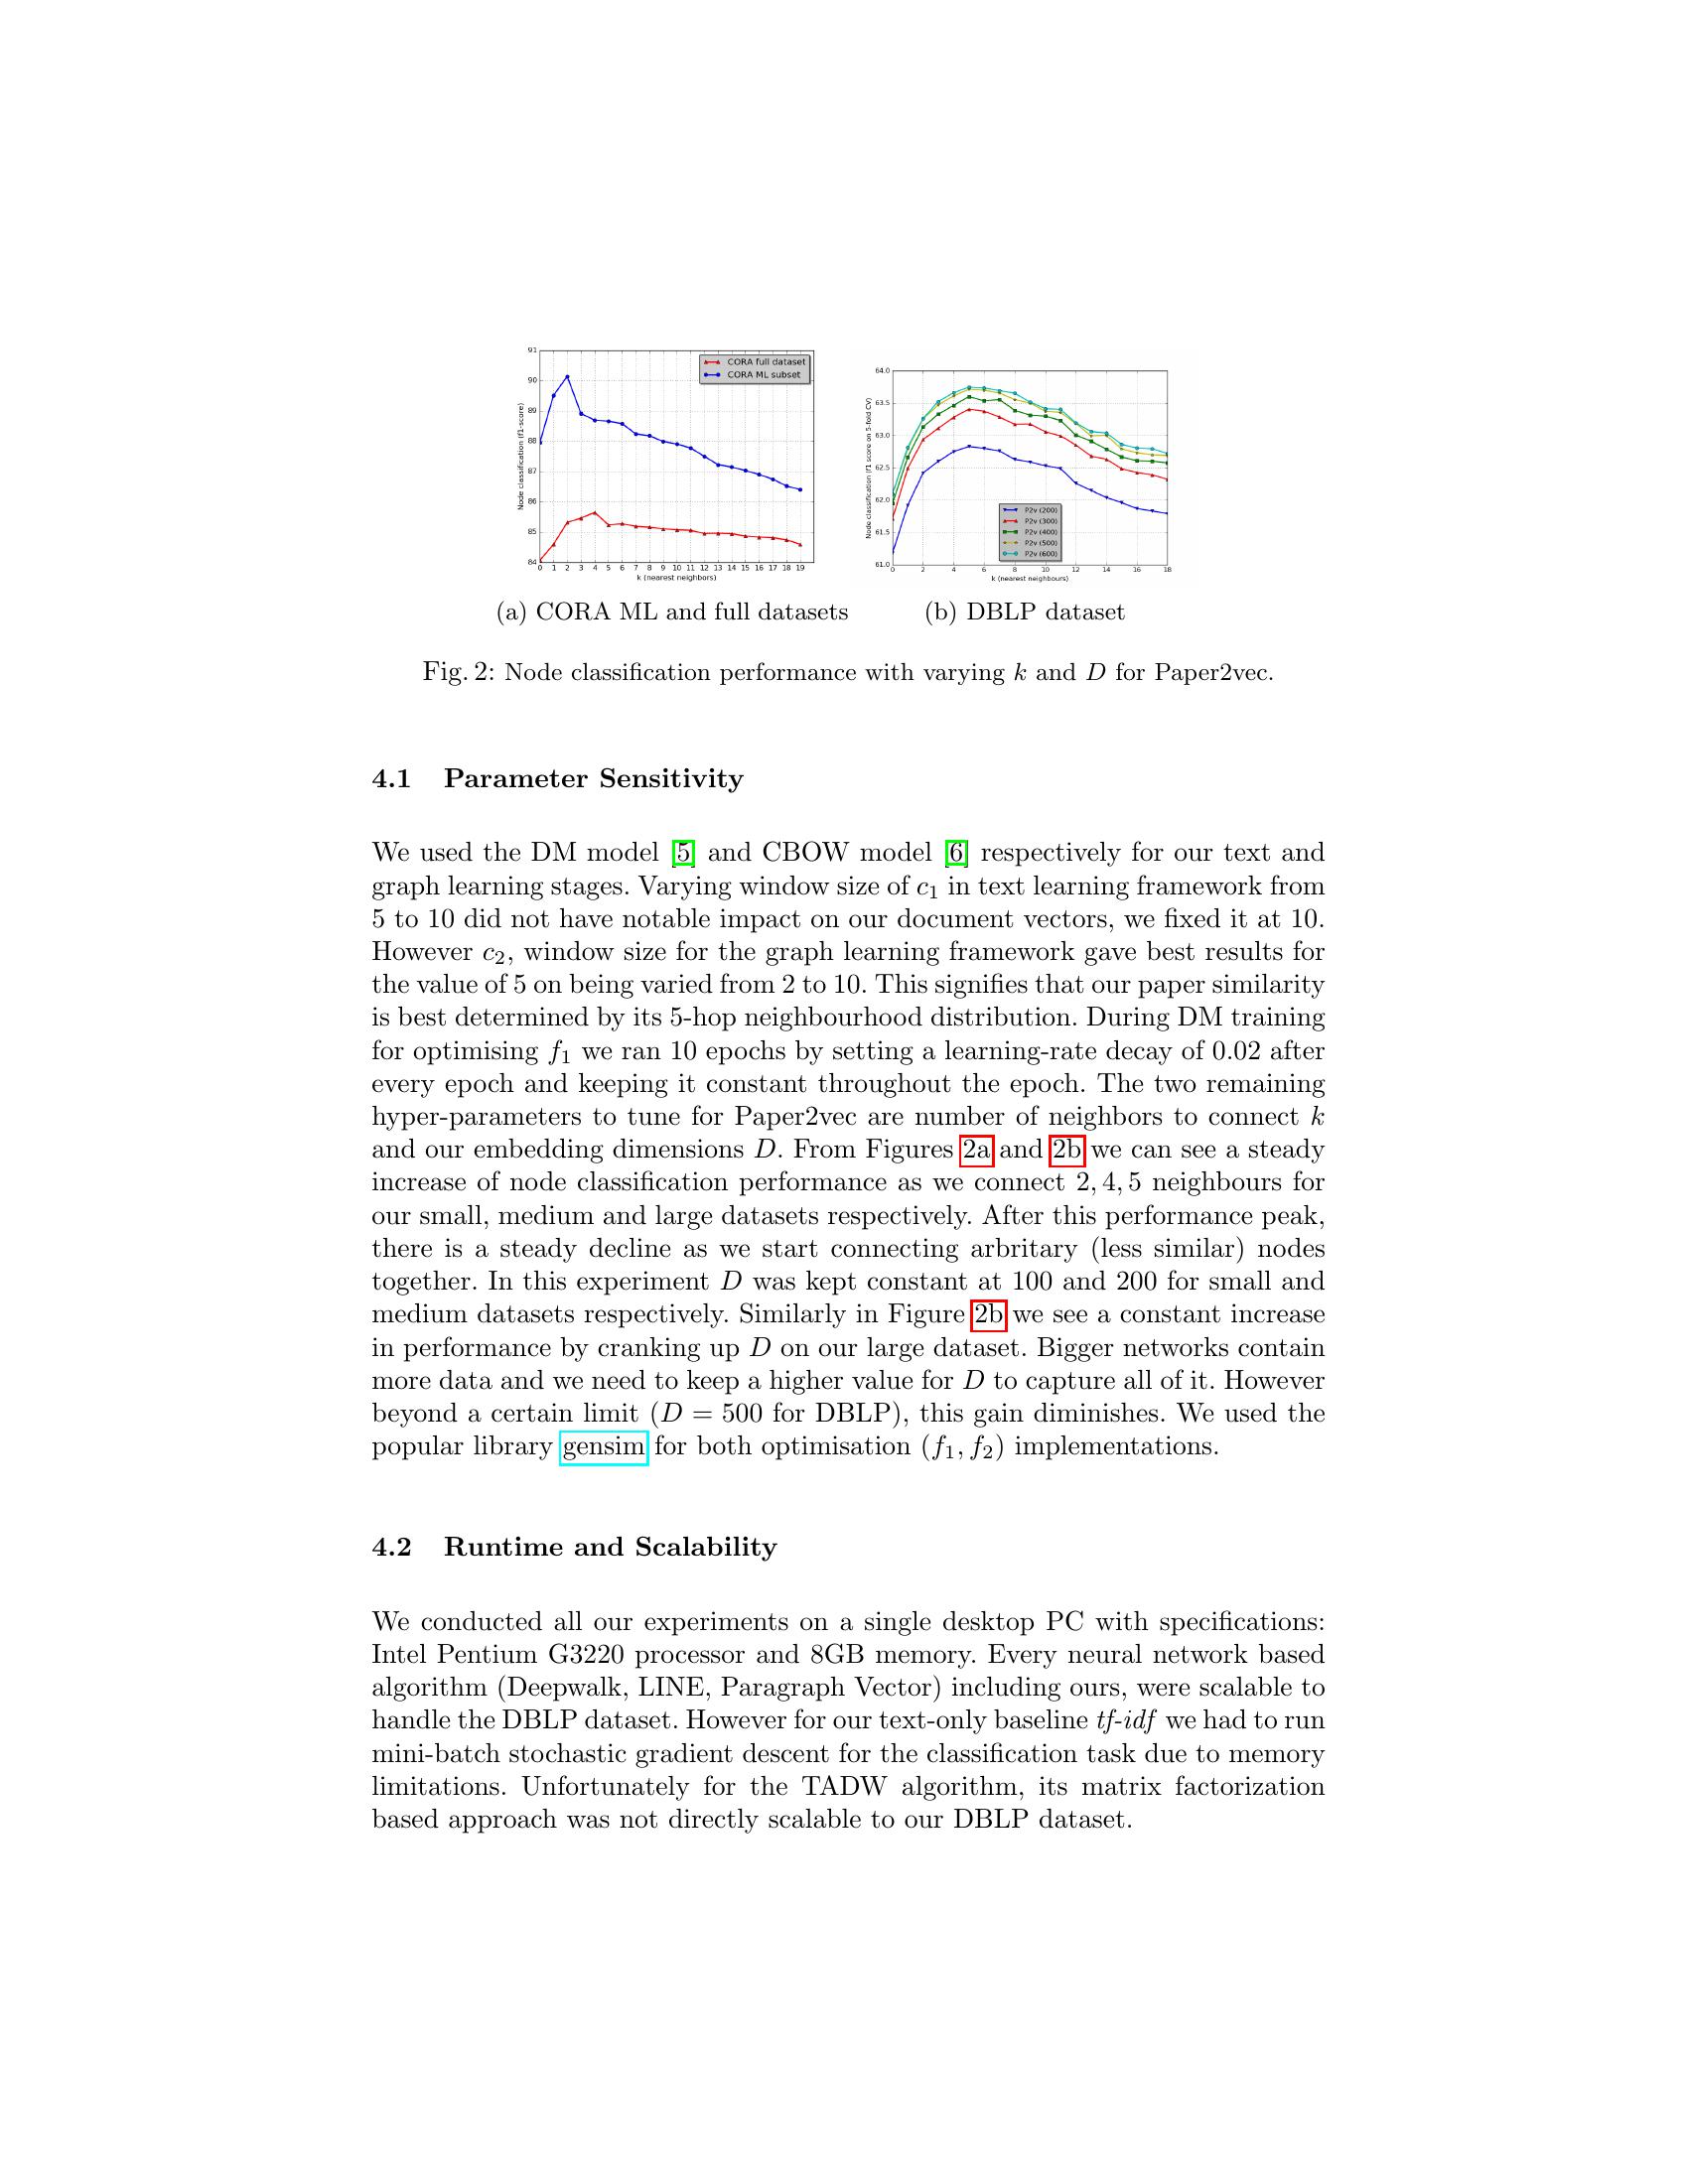 91
90
89
88
87
86
85
84
Node classification (f1-score)
CORA full dataset
CORA ML subset
0 1 2 3 4 5 6 7 8 9 10 11 12 13 14 15 16 17 18 19
k (nearest neighbors)
64.0
63.5
63.0
62.5
62.0
61.5
61.0
Node classification (f1 score on 5-fold CV)
P2v (200)
P2v (300)
P2v (400)
P2v (500)
P2v (600)
0 2 4 6 8 10 12 14 16 18
k (nearest neighbours)
(a) CORA ML and full datasets
(b) DBLP dataset
Fig. 2: Node classification performance with varying k and D for Paper2vec.
4.1 Parameter Sensitivity
We used the DM model [5] and CBOW model [6] respectively for our text and
graph learning stages. Varying window size of c₁ in text learning framework from
5 to 10 did not have notable impact on our document vectors, we fixed it at 10.
However c₂, window size for the graph learning framework gave best results for
the value of 5 on being varied from 2 to 10. This signifies that our paper similarity
is best determined by its 5-hop neighbourhood distribution. During DM training
for optimising f₁ we ran 10 epochs by setting a learning-rate decay of 0.02 after
every epoch and keeping it constant throughout the epoch. The two remaining
hyper-parameters to tune for Paper2vec are number of neighbors to connect k
and our embedding dimensions D. From Figures 2a and 2b we can see a steady
increase of node classification performance as we connect 2, 4, 5 neighbours for
our small, medium and large datasets respectively. After this performance peak,
there is a steady decline as we start connecting arbritary (less similar) nodes
together. In this experiment D was kept constant at 100 and 200 for small and
medium datasets respectively. Similarly in Figure 2b we see a constant increase
in performance by cranking up D on our large dataset. Bigger networks contain
more data and we need to keep a higher value for D to capture all of it. However
beyond a certain limit (D = 500 for DBLP), this gain diminishes. We used the
popular library gensim for both optimisation (f₁, f₂) implementations.
4.2 Runtime and Scalability
We conducted all our experiments on a single desktop PC with specifications:
Intel Pentium G3220 processor and 8GB memory. Every neural network based
algorithm (Deepwalk, LINE, Paragraph Vector) including ours, were scalable to
handle the DBLP dataset. However for our text-only baseline tf-idf we had to run
mini-batch stochastic gradient descent for the classification task due to memory
limitations. Unfortunately for the TADW algorithm, its matrix factorization
based approach was not directly scalable to our DBLP dataset.